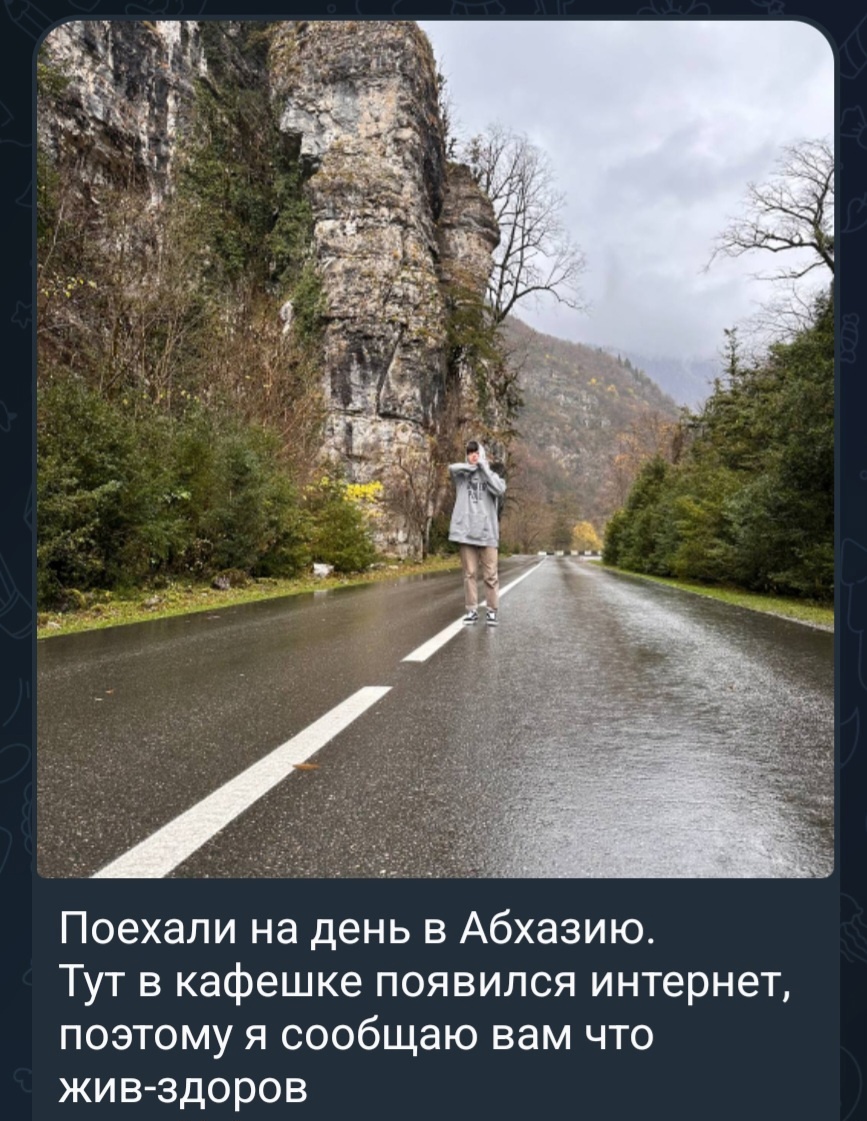 Поехали на день в Абхазию.
Тут в кафешке появился интернет,
поэтому я сообщаю вам что
жив-здоров